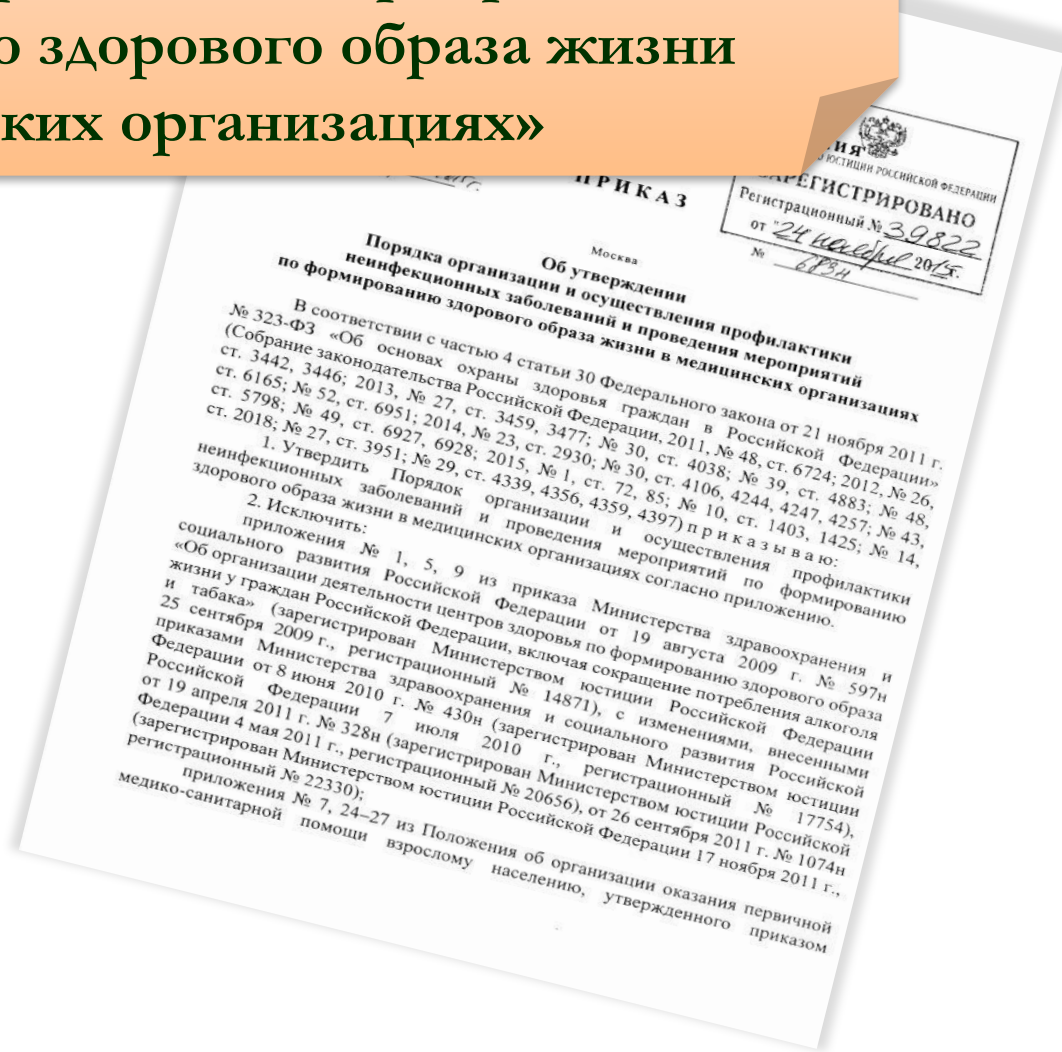 о здорового образа жизни
ких организациях»
ЮСТИЦИИ РОССИЙСКОЙ ФЕДЕРАЦИИ
ЗАРЕГИСТРИРОВАНО
Регистрационный № 39822
от "24" ноября 2015г.
ПРИКАЗ
Москва
№ 683н
Об утверждении
Порядка организации и осуществления профилактики
неинфекционных заболеваний и проведения мероприятий
по формированию здорового образа жизни в медицинских организациях
В соответствии с частью 4 статьи 30 Федерального закона от 21 ноября 2011 г.
№ 323-ФЗ «Об основах охраны здоровья граждан в Российской Федерации»
(Собрание законодательства Российской Федерации, 2011, № 48, ст. 6724; 2012, № 26,
ст. 3442, 3446; 2013, № 27, ст. 3459, 3477; № 30, ст. 4038; № 39, ст. 4883; № 48,
ст. 6165; № 52, ст. 6951; 2014, № 23, ст. 2930; № 30, ст. 4106, 4244, 4247, 4257; № 43,
ст. 5798; № 49, ст. 6927, 6928; 2015, № 1, ст. 72, 85; № 10, ст. 1403, 1425; № 14,
ст. 2018; № 27, ст. 3951; № 29, ст. 4339, 4356, 4359, 4397) п р и к а з ы в а ю:
1. Утвердить Порядок организации и осуществления профилактики
неинфекционных заболеваний и проведения мероприятий по формированию
здорового образа жизни в медицинских организациях согласно приложению.
2. Исключить:
приложения № 1, 5, 9 из приказа Министерства здравоохранения и
социального развития Российской Федерации от 19 августа 2009 г. № 597н
«Об организации деятельности центров здоровья по формированию здорового образа
жизни у граждан Российской Федерации, включая сокращение потребления алкоголя
и табака» (зарегистрирован Министерством юстиции Российской Федерации
25 сентября 2009 г., регистрационный № 14871), с изменениями, внесенными
приказами Министерства здравоохранения и социального развития Российской
Федерации от 8 июня 2010 г. № 430н (зарегистрирован Министерством юстиции
Российской Федерации 7 июля 2010 г., регистрационный № 17754),
от 19 апреля 2011 г. № 328н (зарегистрирован Министерством юстиции Российской
Федерации 4 мая 2011 г., регистрационный № 20656), от 26 сентября 2011 г. № 1074н
(зарегистрирован Министерством юстиции Российской Федерации 17 ноября 2011 г.,
регистрационный № 22330);
приложения № 7, 24–27 из Положения об организации оказания первичной
медико-санитарной помощи взрослому населению, утвержденного приказом